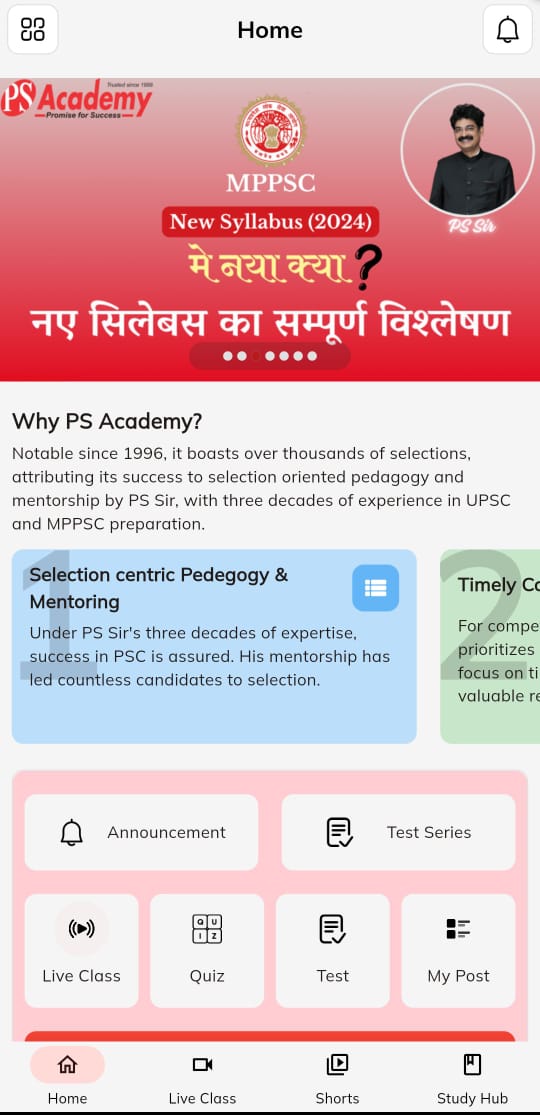 Home
Trusted since 1996
PS Academy
Promise for Success
MPPSC
PS Sir
New Syllabus (2024)
मे नया क्या ?
नए सिलेबस का सम्पूर्ण विश्लेषण
Why PS Academy?
Notable since 1996, it boasts over thousands of selections,
attributing its success to selection oriented pedagogy and
mentorship by PS Sir, with three decades of experience in UPSC
and MPPSC preparation.
1
Selection centric Pedegogy &
Mentoring
Under PS Sir's three decades of expertise,
success in PSC is assured. His mentorship has
led countless candidates to selection.
2
Timely Co
For compe
prioritizes
focus on ti
valuable re
Announcement
Test Series
QU
IZ
Live Class
Quiz
Test
My Post
Home
Live Class
Shorts
Study Hub